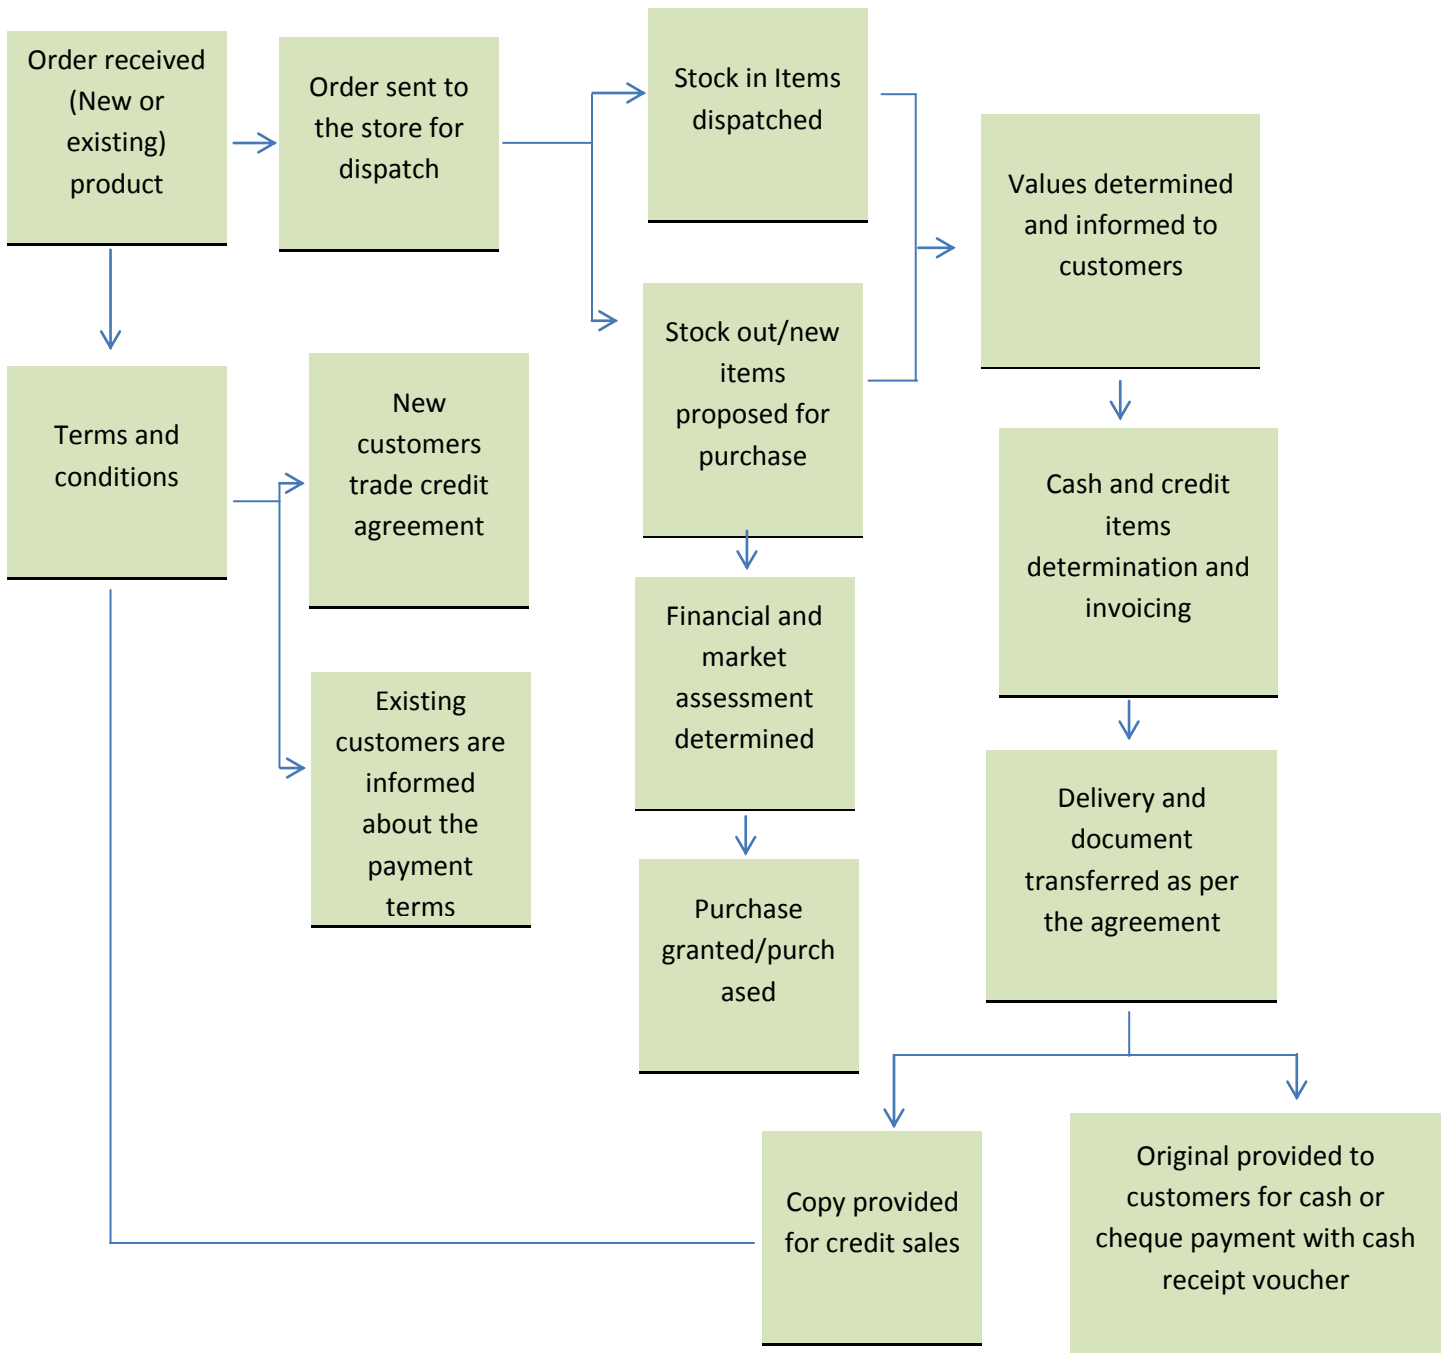 Order received
(New or
existing)
product
Order sent to
the store for
dispatch
Stock in Items
dispatched
Values determined
and informed to
customers
Terms and
conditions
New
customers
trade credit
agreement
Stock out/new
items
proposed for
purchase
Cash and credit
items
determination and
invoicing
Existing
customers are
informed
about the
payment
terms
Financial and
market
assessment
determined
Delivery and
document
transferred as per
the agreement
Purchase
granted/purch
ased
Copy provided
for credit sales
Original provided to
customers for cash or
cheque payment with cash
receipt voucher